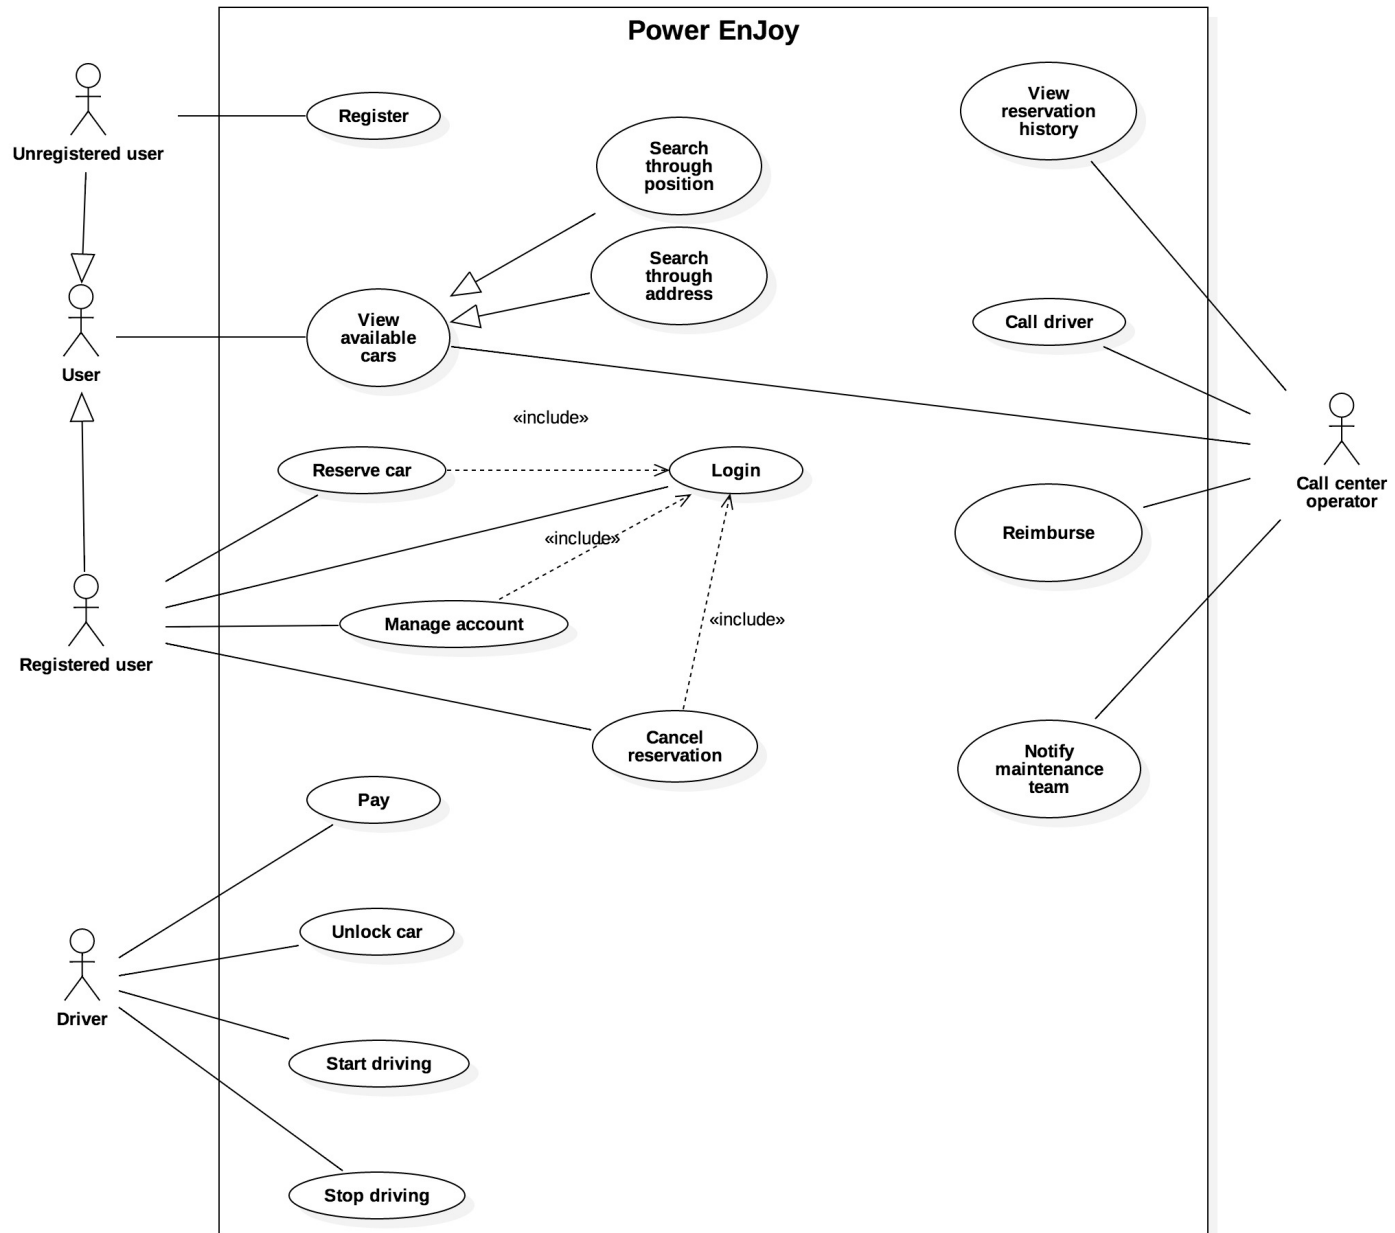 Power EnJoy
Unregistered user
Register
Search
through
position
View
reservation
history
Search
through
address
User
View
available
cars
Call driver
«include»
Reserve car
Login
Call center
operator
«include»
Reimburse
Registered user
Manage account
«include»
Cancel
reservation
Notify
maintenance
team
Pay
Unlock car
Driver
Start driving
Stop driving